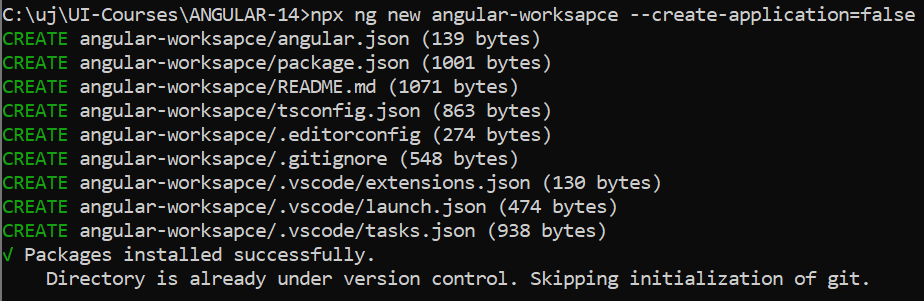 C:\uj\UI-Courses\ANGULAR-14>npx ng new angular-worksapce --create-application=false
CREATE angular-worksapce/angular.json (139 bytes)
CREATE angular-worksapce/package.json (1001 bytes)
CREATE angular-worksapce/README.md (1071 bytes)
CREATE angular-worksapce/tsconfig.json (863 bytes)
CREATE angular-worksapce/.editorconfig (274 bytes)
CREATE angular-worksapce/.gitignore (548 bytes)
CREATE angular-worksapce/.vscode/extensions.json (130 bytes)
CREATE angular-worksapce/.vscode/launch.json (474 bytes)
CREATE angular-worksapce/.vscode/tasks.json (938 bytes)
√ Packages installed successfully.
Directory is already under version control. Skipping initialization of git.